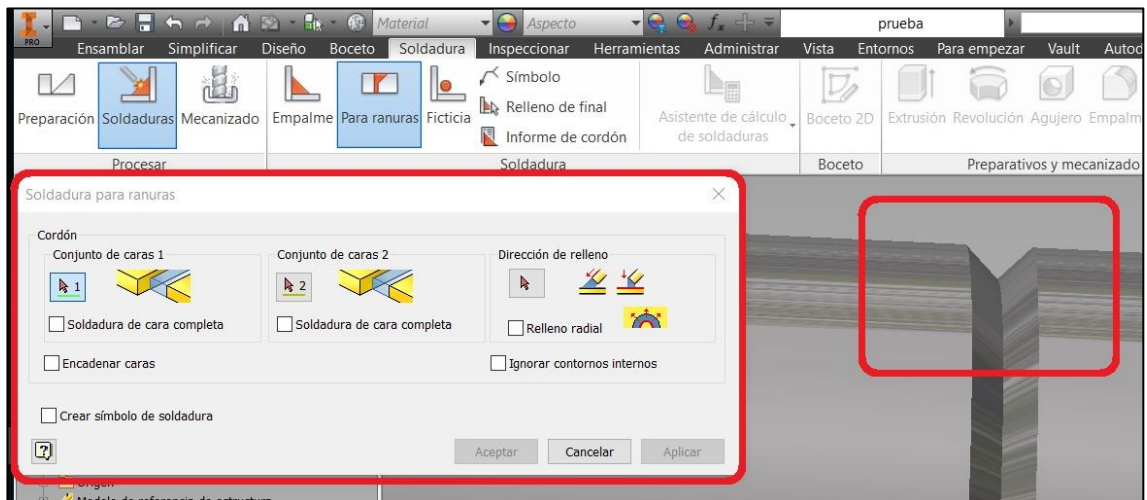 PRO
Material
Aspecto
fx
prueba
Ensamblar Simplificar Diseño Boceto Soldadura Inspeccionar Herramientas Administrar Vista Entornos Para empezar Vault
Símbolo
Relleno de final
Informe de cordón
Preparación Soldaduras Mecanizado Empalme Para ranuras Ficticia
Asistente de cálculo
de soldaduras
Boceto 2D Extrusión Revolución Agujero
Procesar Soldadura Boceto Preparativos y mecanizado
Soldadura para ranuras
Cordón
Conjunto de caras 1
Conjunto de caras 2
Dirección de relleno
1
2
Soldadura de cara completa
Soldadura de cara completa
Relleno radial
Encadenar caras
Ignorar contornos internos
Crear símbolo de soldadura
?
Aceptar Cancelar Aplicar